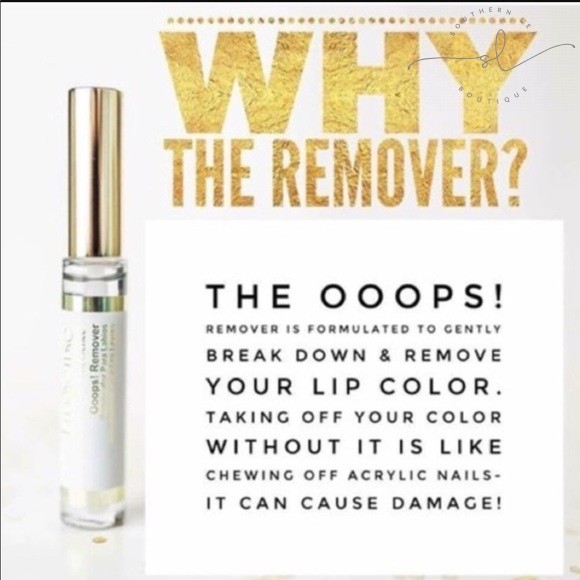 WHY
THE REMOVER?
BOUTIQUE
Ooops! Remover
THE OOOPS!
REMOVER IS FORMULATED TO GENTLY
BREAK DOWN & REMOVE
YOUR LIP COLOR.
TAKING OFF YOUR COLOR
WITHOUT IT IS LIKE
CHEWING OFF ACRYLIC NAILS-
IT CAN CAUSE DAMAGE!